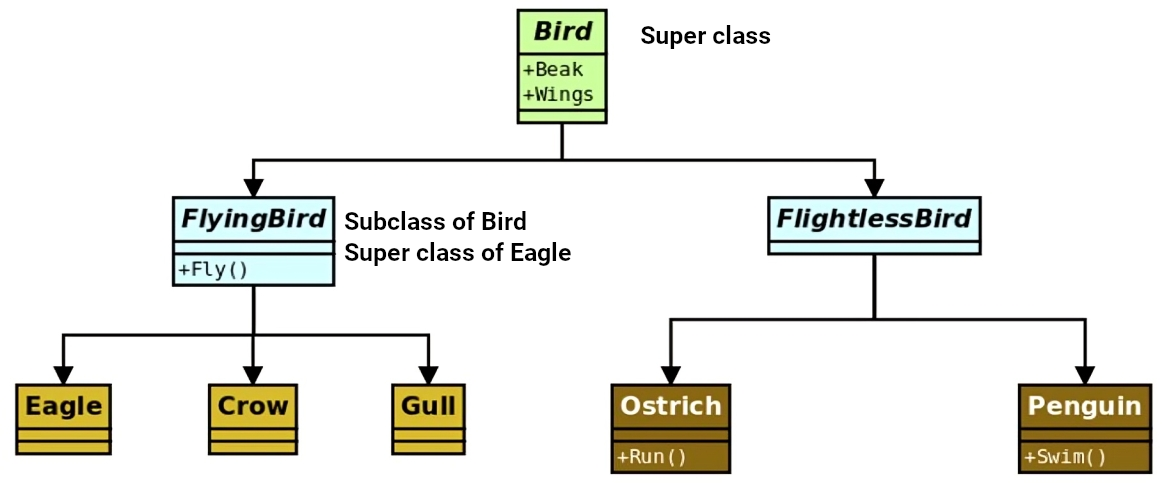 Bird
Super class
+Beak
+Wings
FlyingBird
Subclass of Bird
Super class of Eagle
+Fly()
FlightlessBird
Eagle
Crow
Gull
Ostrich
+Run()
Penguin
+Swim()